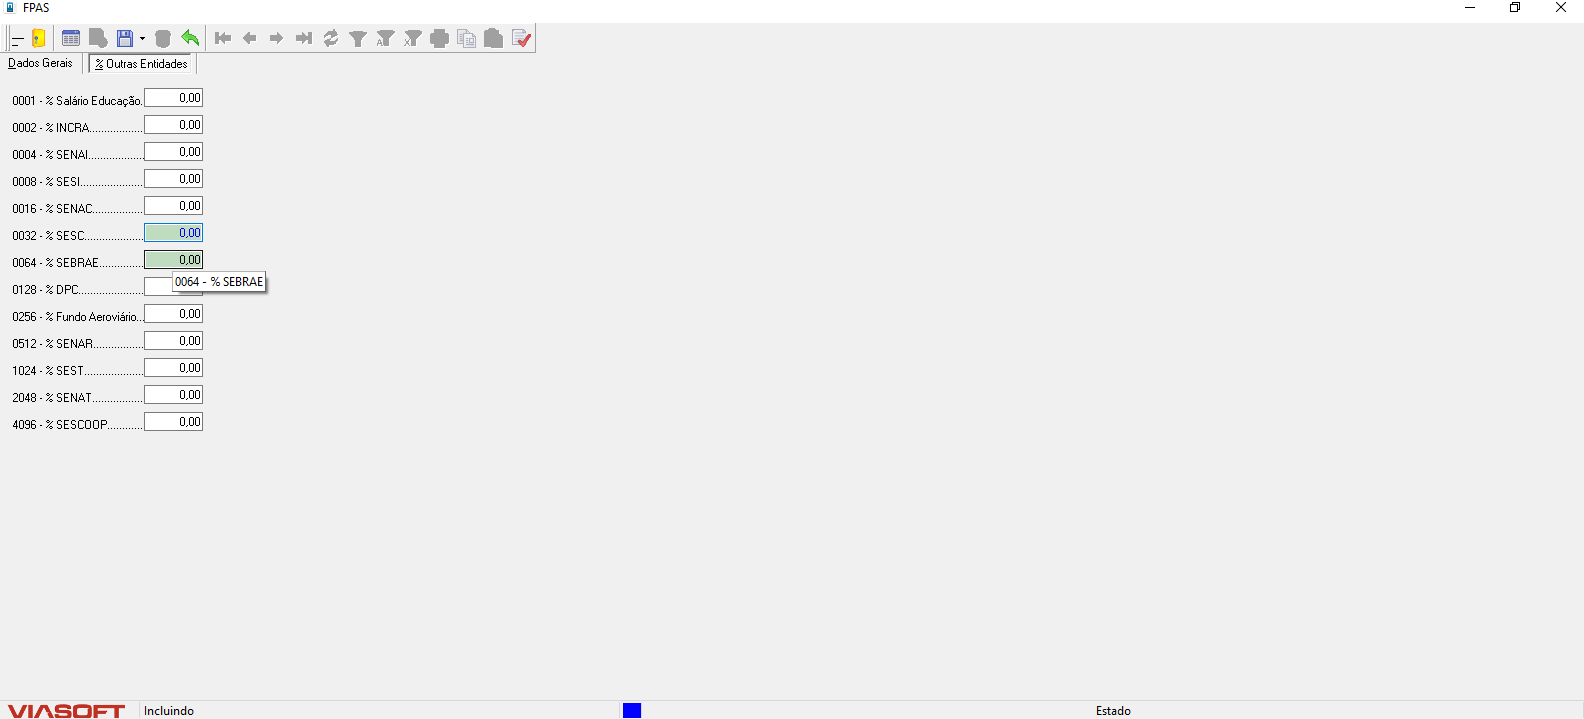 FPAS
Dados Gerais
% Outras Entidades
0001 - % Salário Educação. 0,00
0002 - % INCRA.................. 0,00
0004 - % SENAI................... 0,00
0008 - % SESI..................... 0,00
0016 - % SENAC................. 0,00
0032 - % SESC.................... 0,00
0064 - % SEBRAE............... 0,00
0064 - % SEBRAE
0128 - % DPC.....................
0256 - % Fundo Aeroviário... 0,00
0512 - % SENAR................. 0,00
1024 - % SEST.................... 0,00
2048 - % SENAT................. 0,00
4096 - % SESCOOP............ 0,00
VIASOFT Incluindo Estado